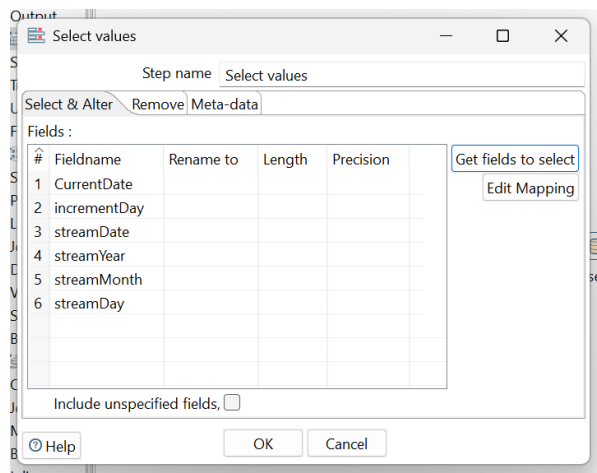 Output
Select values
Step name Select values
Select & Alter Remove Meta-data
Fields :
# Fieldname Rename to Length Precision
Get fields to select
1 CurrentDate
Edit Mapping
2 incrementDay
3 streamDate
4 streamYear
5 streamMonth
6 streamDay
Include unspecified fields,
Help OK Cancel